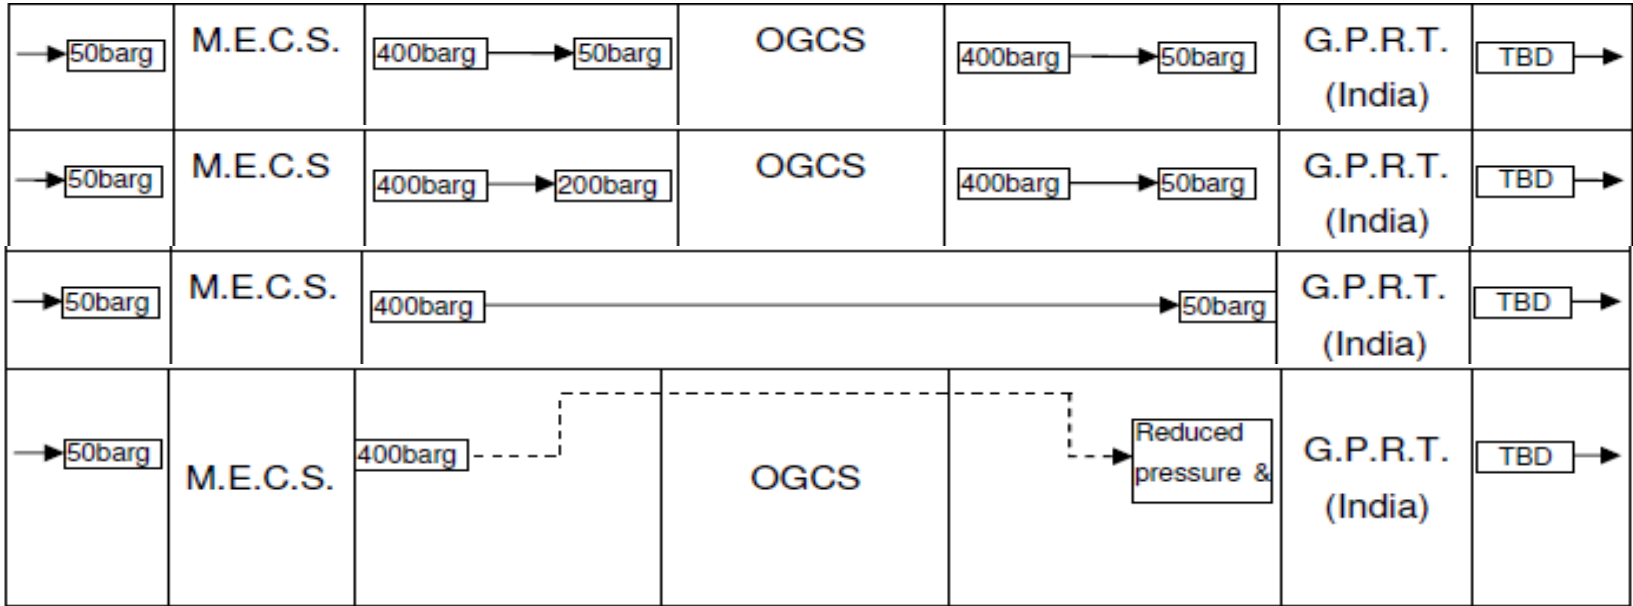 50barg M.E.C.S. 400barg 50barg OGCS 400barg 50barg G.P.R.T. TBD
(India)
50barg M.E.C.S 400barg 200barg OGCS 400barg 50barg G.P.R.T. TBD
(India)
50barg M.E.C.S. 400barg 50barg G.P.R.T. TBD
(India)
50barg M.E.C.S. 400barg OGCS Reduced G.P.R.T. TBD
pressure & (India)